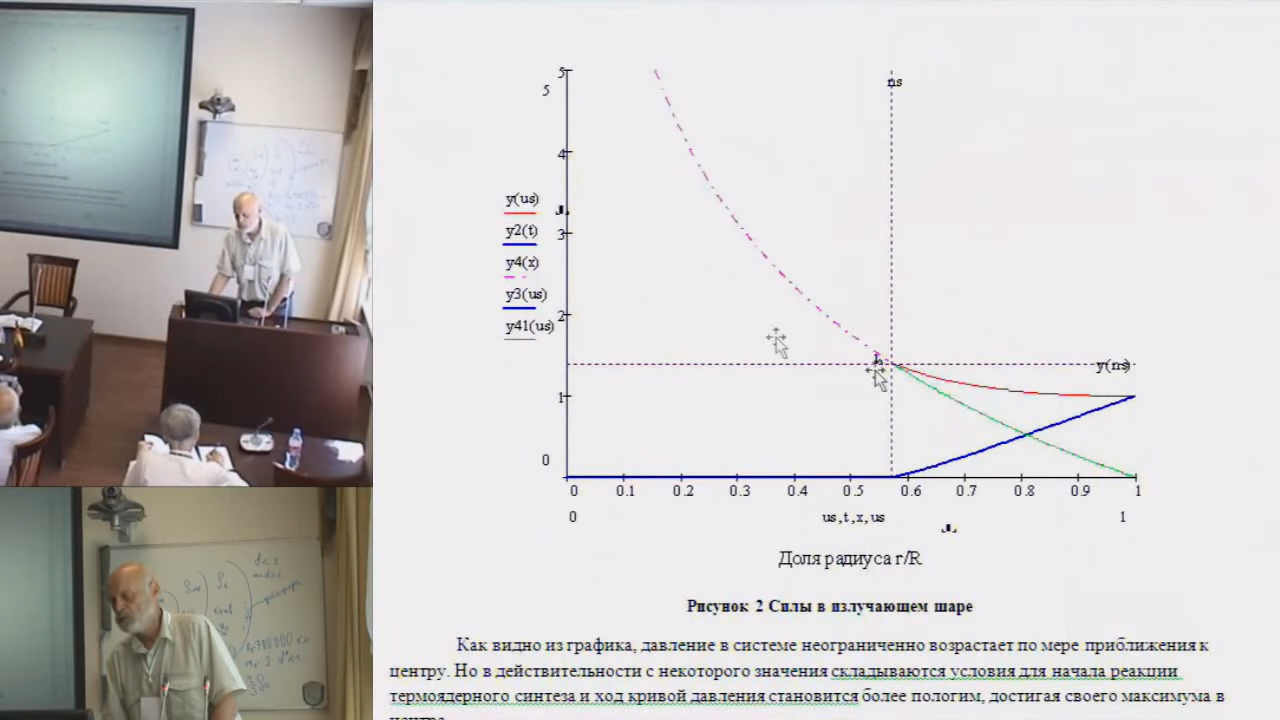 ns
5
5
4
y(us)
y2(t)
3
y4(x)
y3(us)
2
y41(us)
y(ns)
1
0
0 0.1 0.2 0.3 0.4 0.5 0.6 0.7 0.8 0.9 1
0 us,t,x,us 1
Доля радиуса r/R
Рисунок 2 Силы в излучающем шаре
Как видно из графика, давление в системе неограниченно возрастает по мере приближения к
центру. Но в действительности с некоторого значения складываются условия для начала реакции
термоядерного синтеза и ход кривой давления становится более пологим, достигая своего максимума в